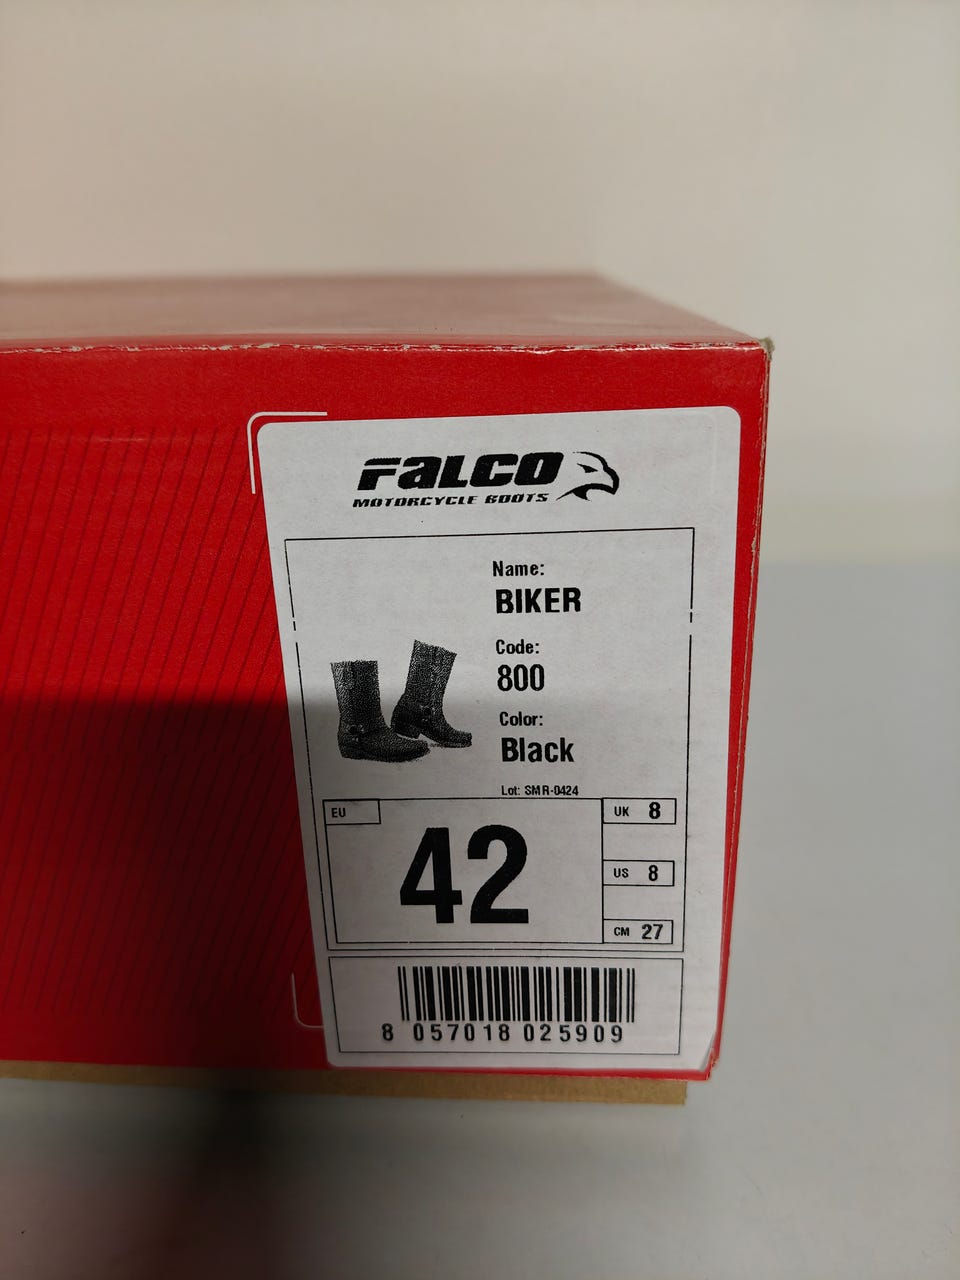 FALCO
MOTORCYCLE BOOTS
Name:
BIKER
Code:
800
Color:
Black
Lot: SMR-0424
EU
42
UK 8
US 8
CM 27
8 057018 025909